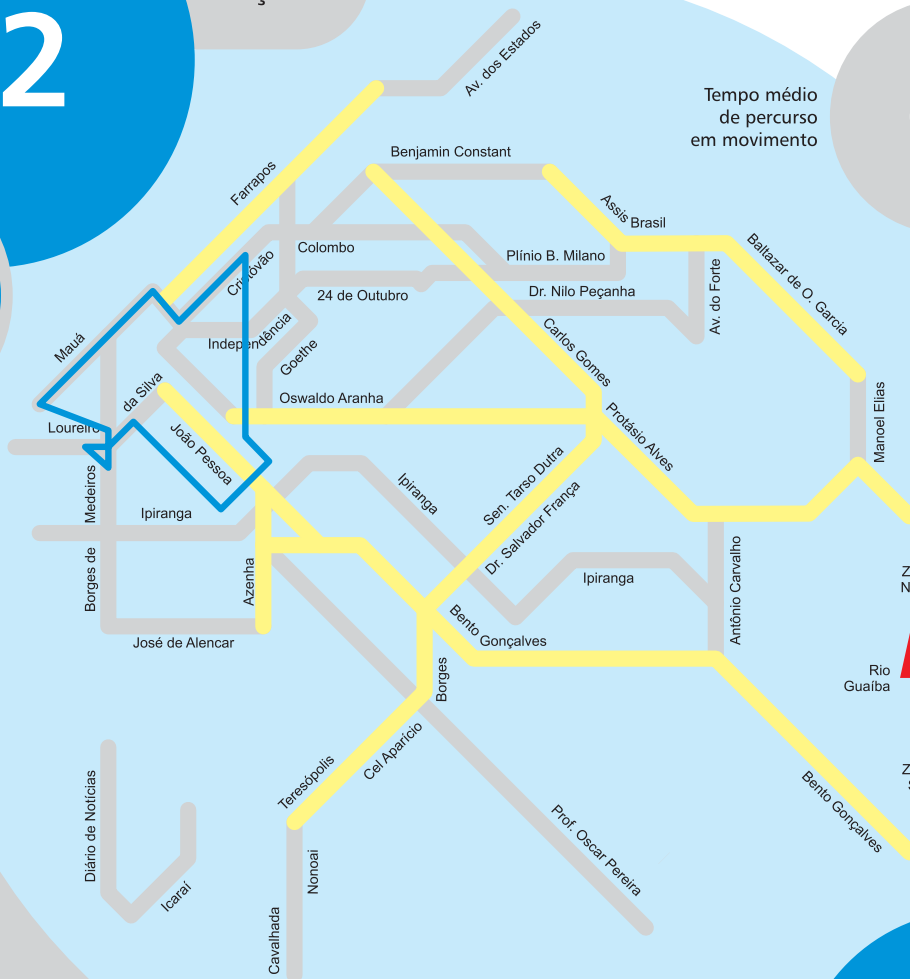 2
Av. dos Estados
Tempo médio
de percurso
em movimento
Benjamin Constant
Farrapos
Assis
Brasil
Colombo
Cristóvão
Plínio B. Milano
Baltazar de O. Garcia
24 de Outubro
Dr. Nilo Peçanha
Av. do Forte
Independência
Goethe
Mauá
Carlos Gomes
da Silva
Oswaldo Aranha
Loureiro
João Pessoa
Protásio Alves
Manoel Elias
Medeiros
Borges de
Ipiranga
Ipiranga
Sen. Tarso Dutra
Dr. Salvador França
Azenha
Ipiranga
Antônio Carvalho
José de Alencar
Bento
Gonçalves
Borges
Cel Aparício
Teresópolis
Rio
Guaíba
Bento Gonçalves
Diário de Notícias
Icaraí
Nonoai
Cavalhada
Prof. Oscar Pereira